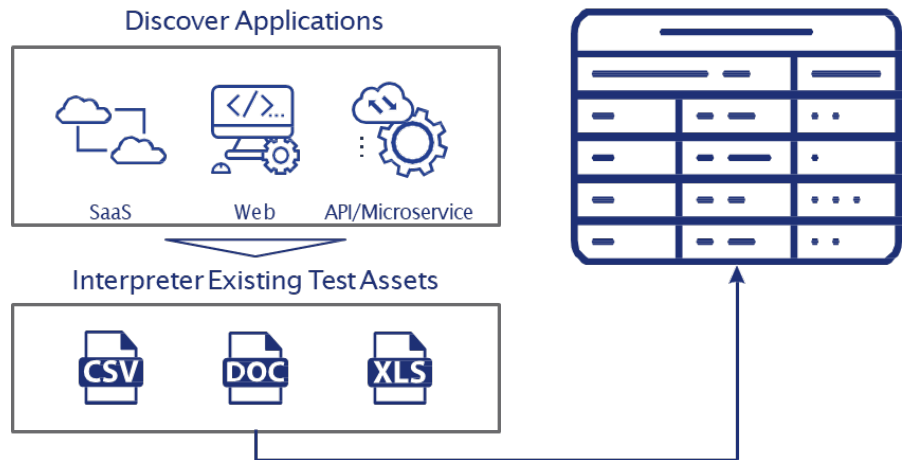 Discover Applications
</>...
SaaS
Web
API/Microservice
Interpreter Existing Test Assets
CSV
DOC
XLS